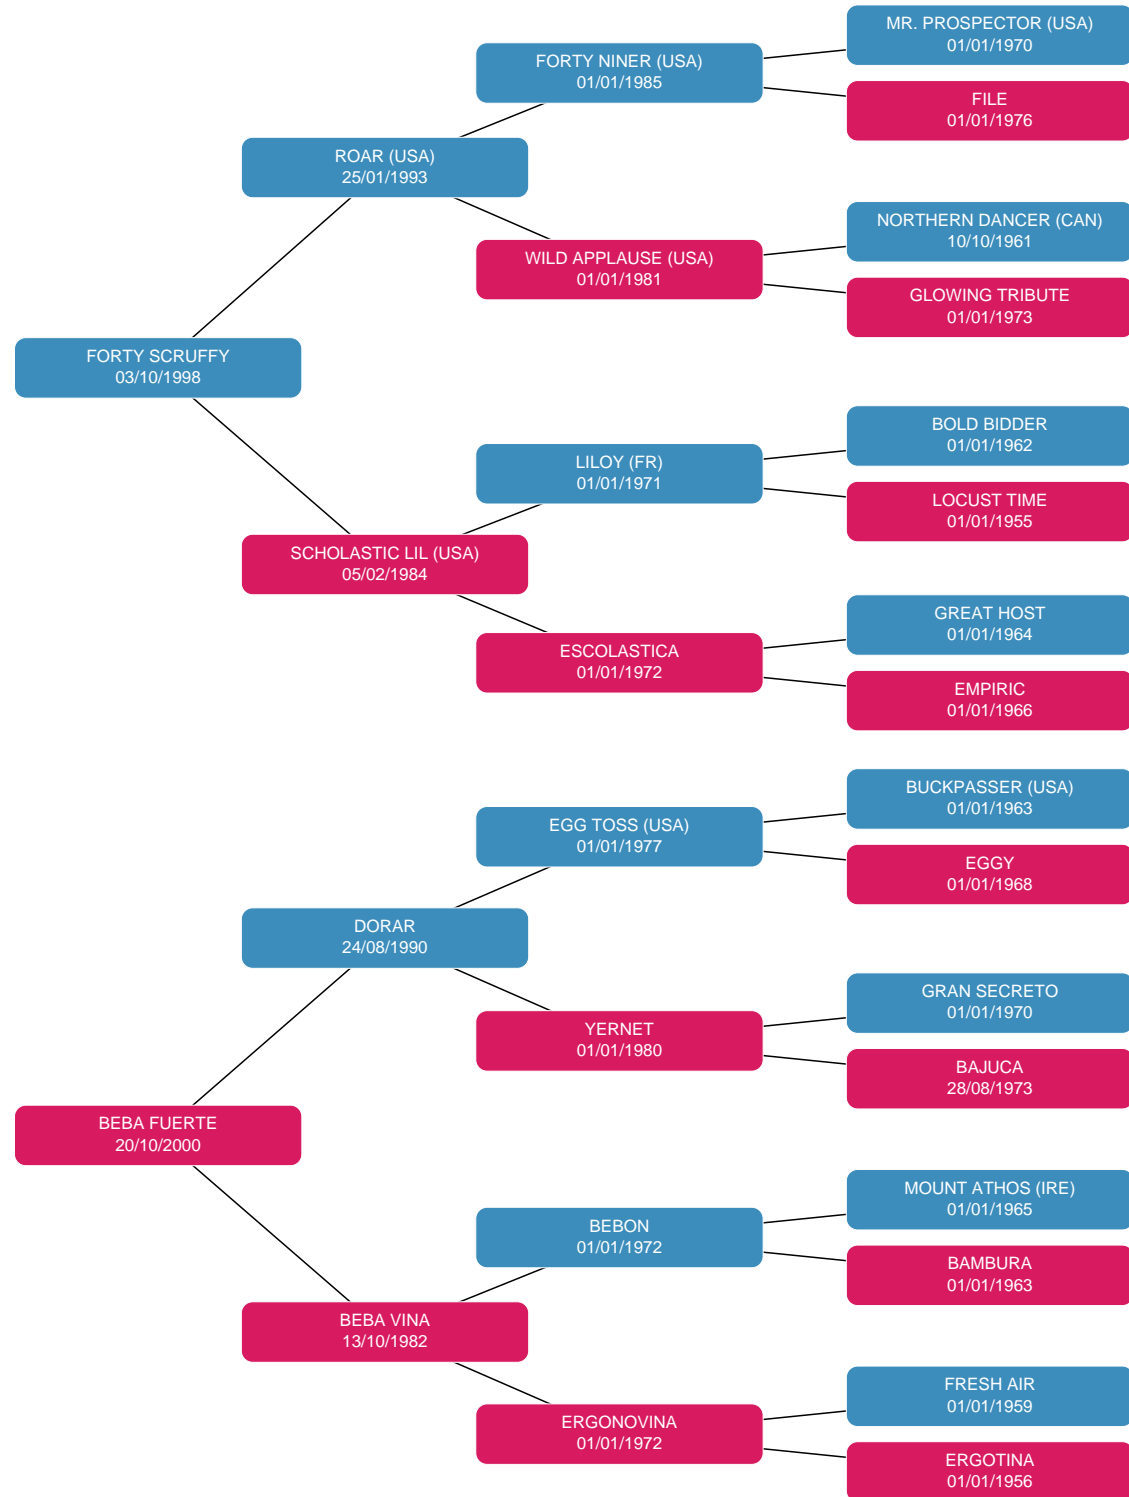 MR. PROSPECTOR (USA)
01/01/1970
FORTY NINER (USA)
01/01/1985
FILE
01/01/1976
ROAR (USA)
25/01/1993
NORTHERN DANCER (CAN)
10/10/1961
WILD APPLAUSE (USA)
01/01/1981
GLOWING TRIBUTE
01/01/1973
FORTY SCRUFFY
03/10/1998
BOLD BIDDER
01/01/1962
LILOY (FR)
01/01/1971
LOCUST TIME
01/01/1955
SCHOLASTIC LIL (USA)
05/02/1984
GREAT HOST
01/01/1964
ESCOLASTICA
01/01/1972
EMPIRIC
01/01/1966
BUCKPASSER (USA)
01/01/1963
EGG TOSS (USA)
01/01/1977
EGGY
01/01/1968
DORAR
24/08/1990
GRAN SECRETO
01/01/1970
YERNET
01/01/1980
BAJUCA
28/08/1973
BEBA FUERTE
20/10/2000
MOUNT ATHOS (IRE)
01/01/1965
BEBON
01/01/1972
BAMBURA
01/01/1963
BEBA VINA
13/10/1982
FRESH AIR
01/01/1959
ERGONOVINA
01/01/1972
ERGOTINA
01/01/1956